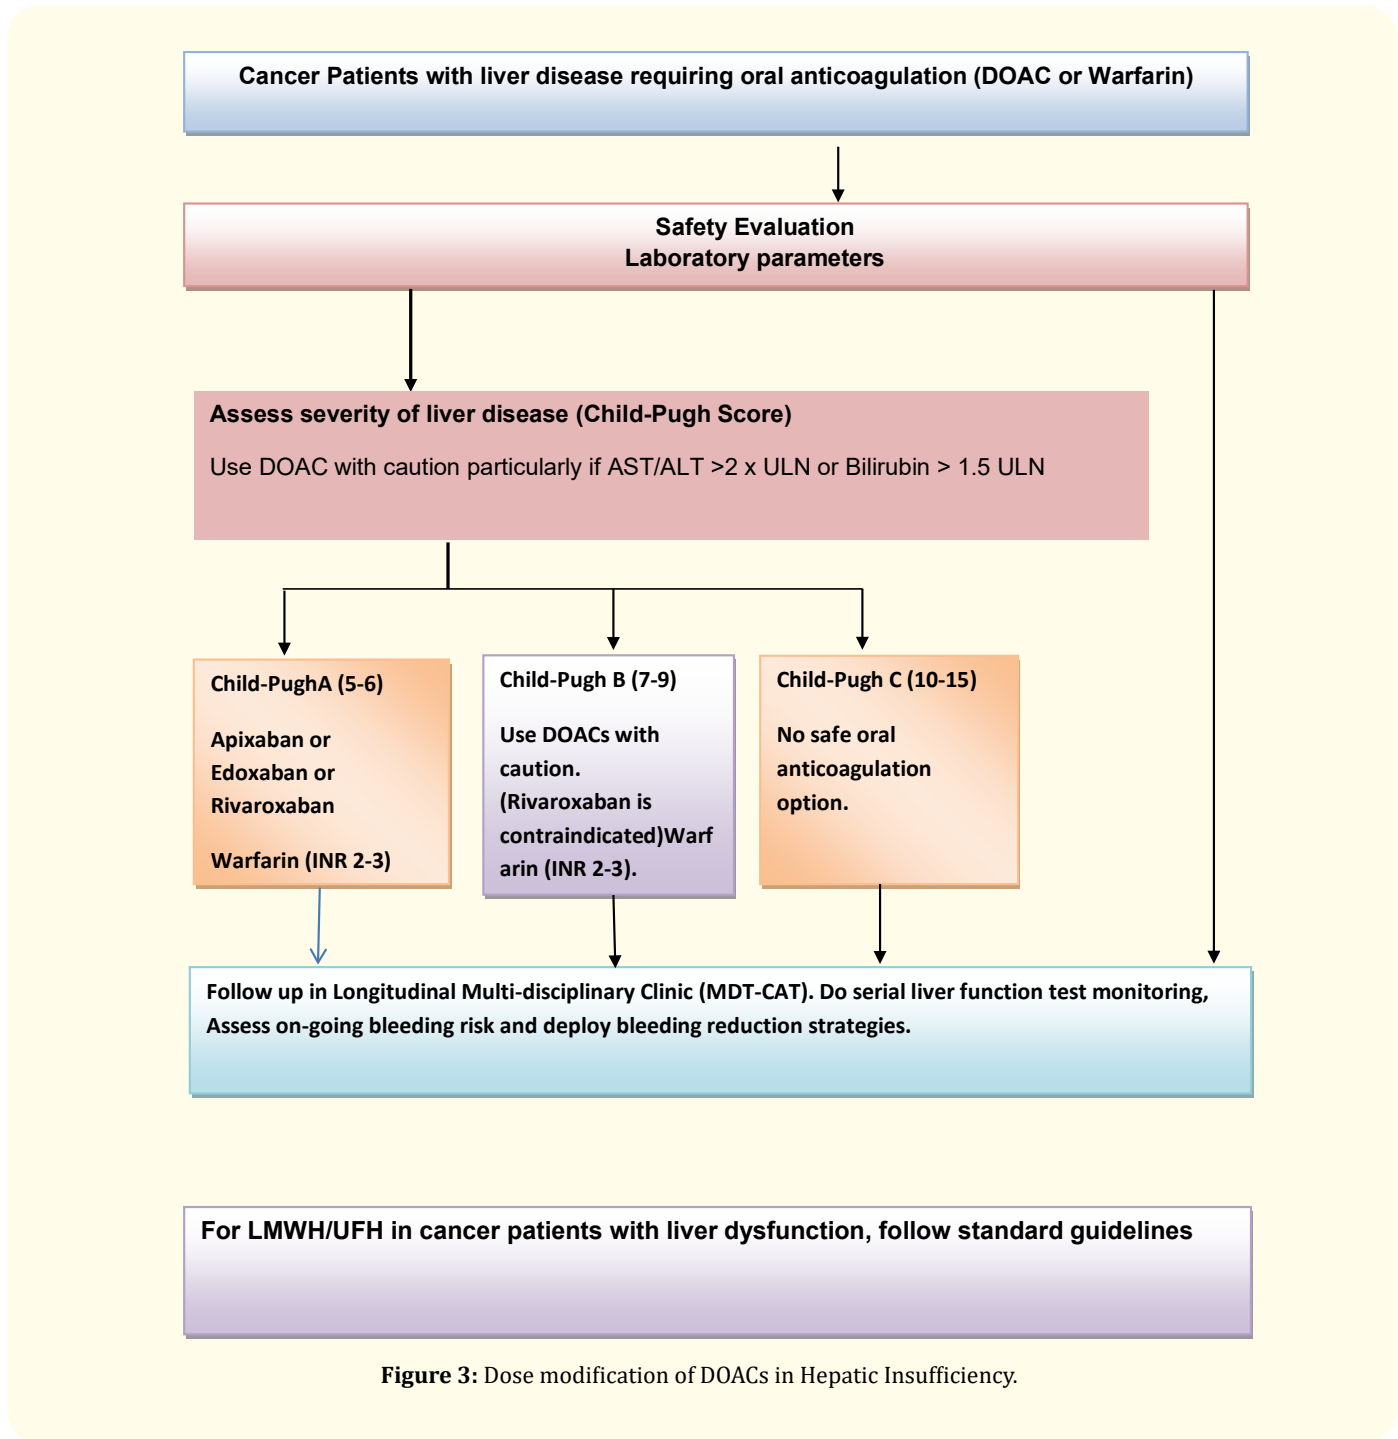 Cancer Patients with liver disease requiring oral anticoagulation (DOAC or Warfarin)
Safety Evaluation
Laboratory parameters
Assess severity of liver disease (Child-Pugh Score)
Use DOAC with caution particularly if AST/ALT >2 x ULN or Bilirubin > 1.5 ULN
Child-PughA (5-6)
Apixaban or
Edoxaban or
Rivaroxaban
Warfarin (INR 2-3)
Child-Pugh B (7-9)
Use DOACs with
caution.
(Rivaroxaban is
contraindicated)Warf
arin (INR 2-3).
Child-Pugh C (10-15)
No safe oral
anticoagulation
option.
Follow up in Longitudinal Multi-disciplinary Clinic (MDT-CAT). Do serial liver function test monitoring,
Assess on-going bleeding risk and deploy bleeding reduction strategies.
For LMWH/UFH in cancer patients with liver dysfunction, follow standard guidelines
Figure 3: Dose modification of DOACs in Hepatic Insufficiency.